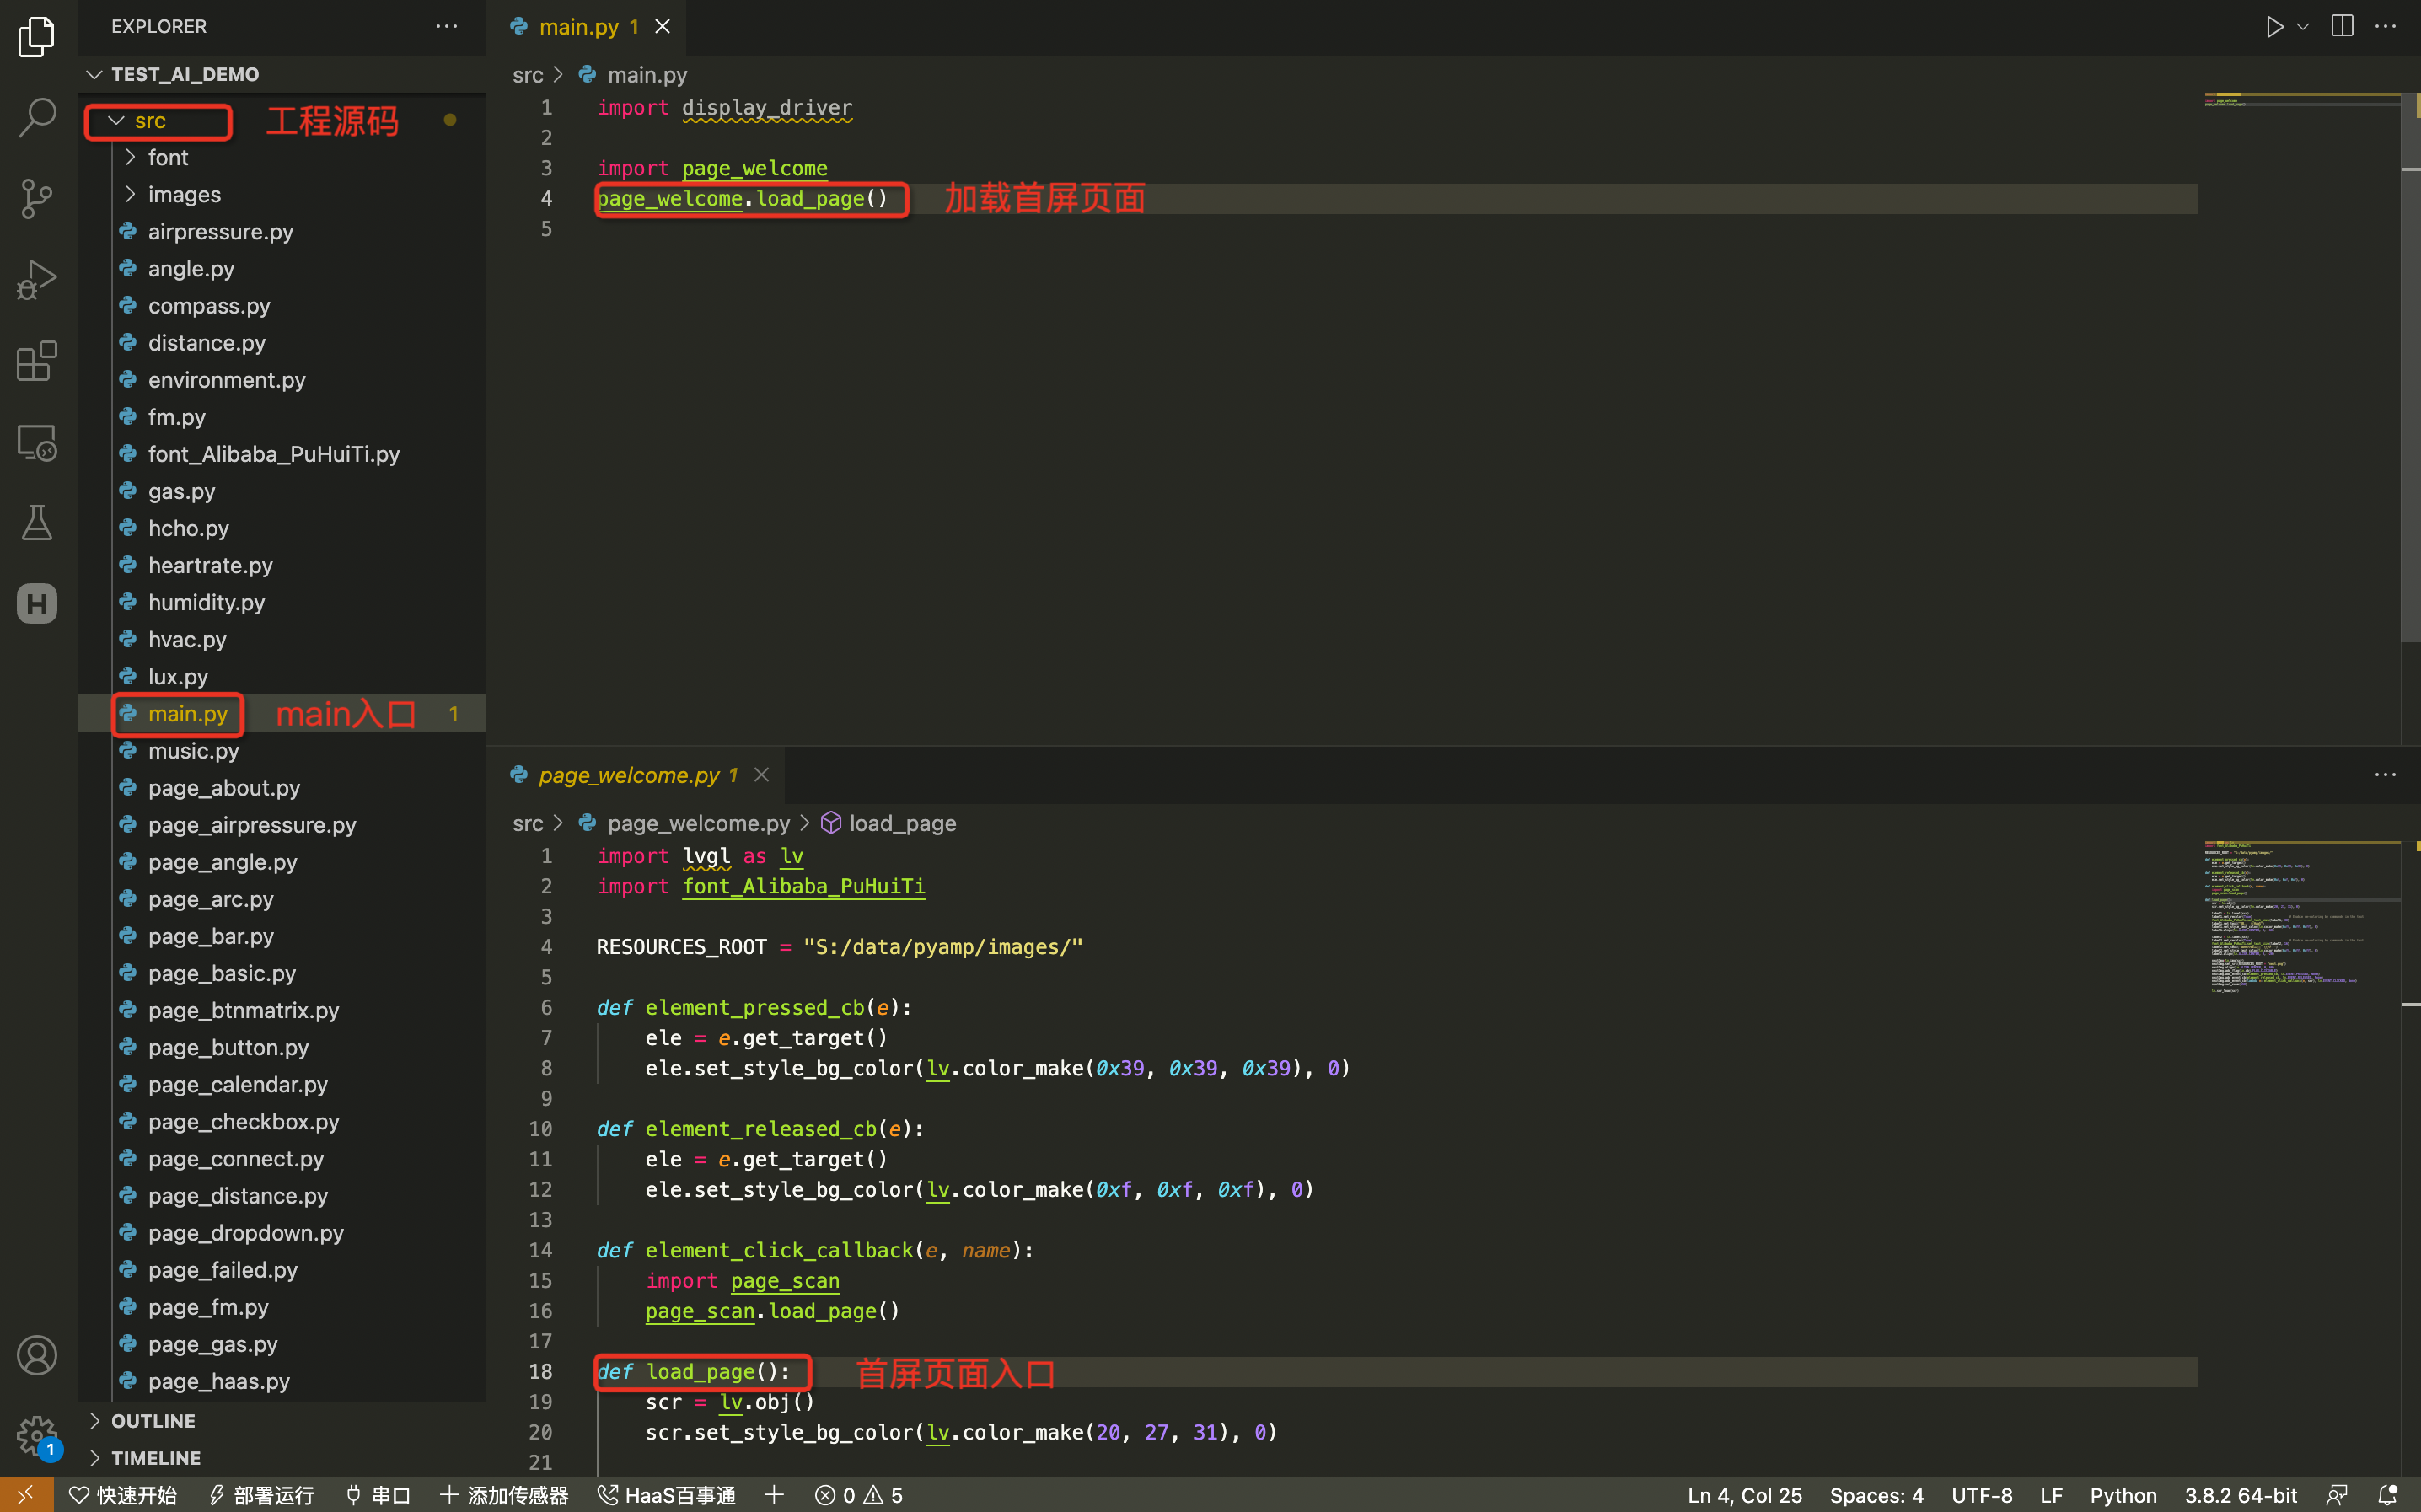 EXPLORER
TEST_AI_DEMO
src
工程源码
font
images
airpressure.py
angle.py
compass.py
distance.py
environment.py
fm.py
font_Alibaba_PuHuiTi.py
gas.py
hcho.py
heartrate.py
humidity.py
hvac.py
lux.py
main.py
main入口
1
music.py
page_about.py
page_airpressure.py
page_angle.py
page_arc.py
page_bar.py
page_basic.py
page_btnmatrix.py
page_button.py
page_calendar.py
page_checkbox.py
page_connect.py
page_distance.py
page_dropdown.py
page_failed.py
page_fm.py
page_gas.py
page_haas.py
OUTLINE
TIMELINE
H
1
main.py 1
src > main.py
1 import display_driver
2
3 import page_welcome
4 page_welcome.load_page() 加载首屏页面
5
page_welcome.py 1
src > page_welcome.py > load_page
1 import lvgl as lv
2 import font_Alibaba_PuHuiTi
3
4 RESOURCES_ROOT = "S:/data/pyamp/images/"
5
6 def element_pressed_cb(e):
7 ele = e.get_target()
8 ele.set_style_bg_color(lv.color_make(0x39, 0x39, 0x39), 0)
9
10 def element_released_cb(e):
11 ele = e.get_target()
12 ele.set_style_bg_color(lv.color_make(0xf, 0xf, 0xf), 0)
13
14 def element_click_callback(e, name):
15 import page_scan
16 page_scan.load_page()
17
18 def load_page(): 首屏页面入口
19 scr = lv.obj()
20 scr.set_style_bg_color(lv.color_make(20, 27, 31), 0)
21
快速开始 部署运行 串口 添加传感器 HaaS百事通 0 5 Ln 4, Col 25 Spaces: 4 UTF-8 LF Python 3.8.2 64-bit